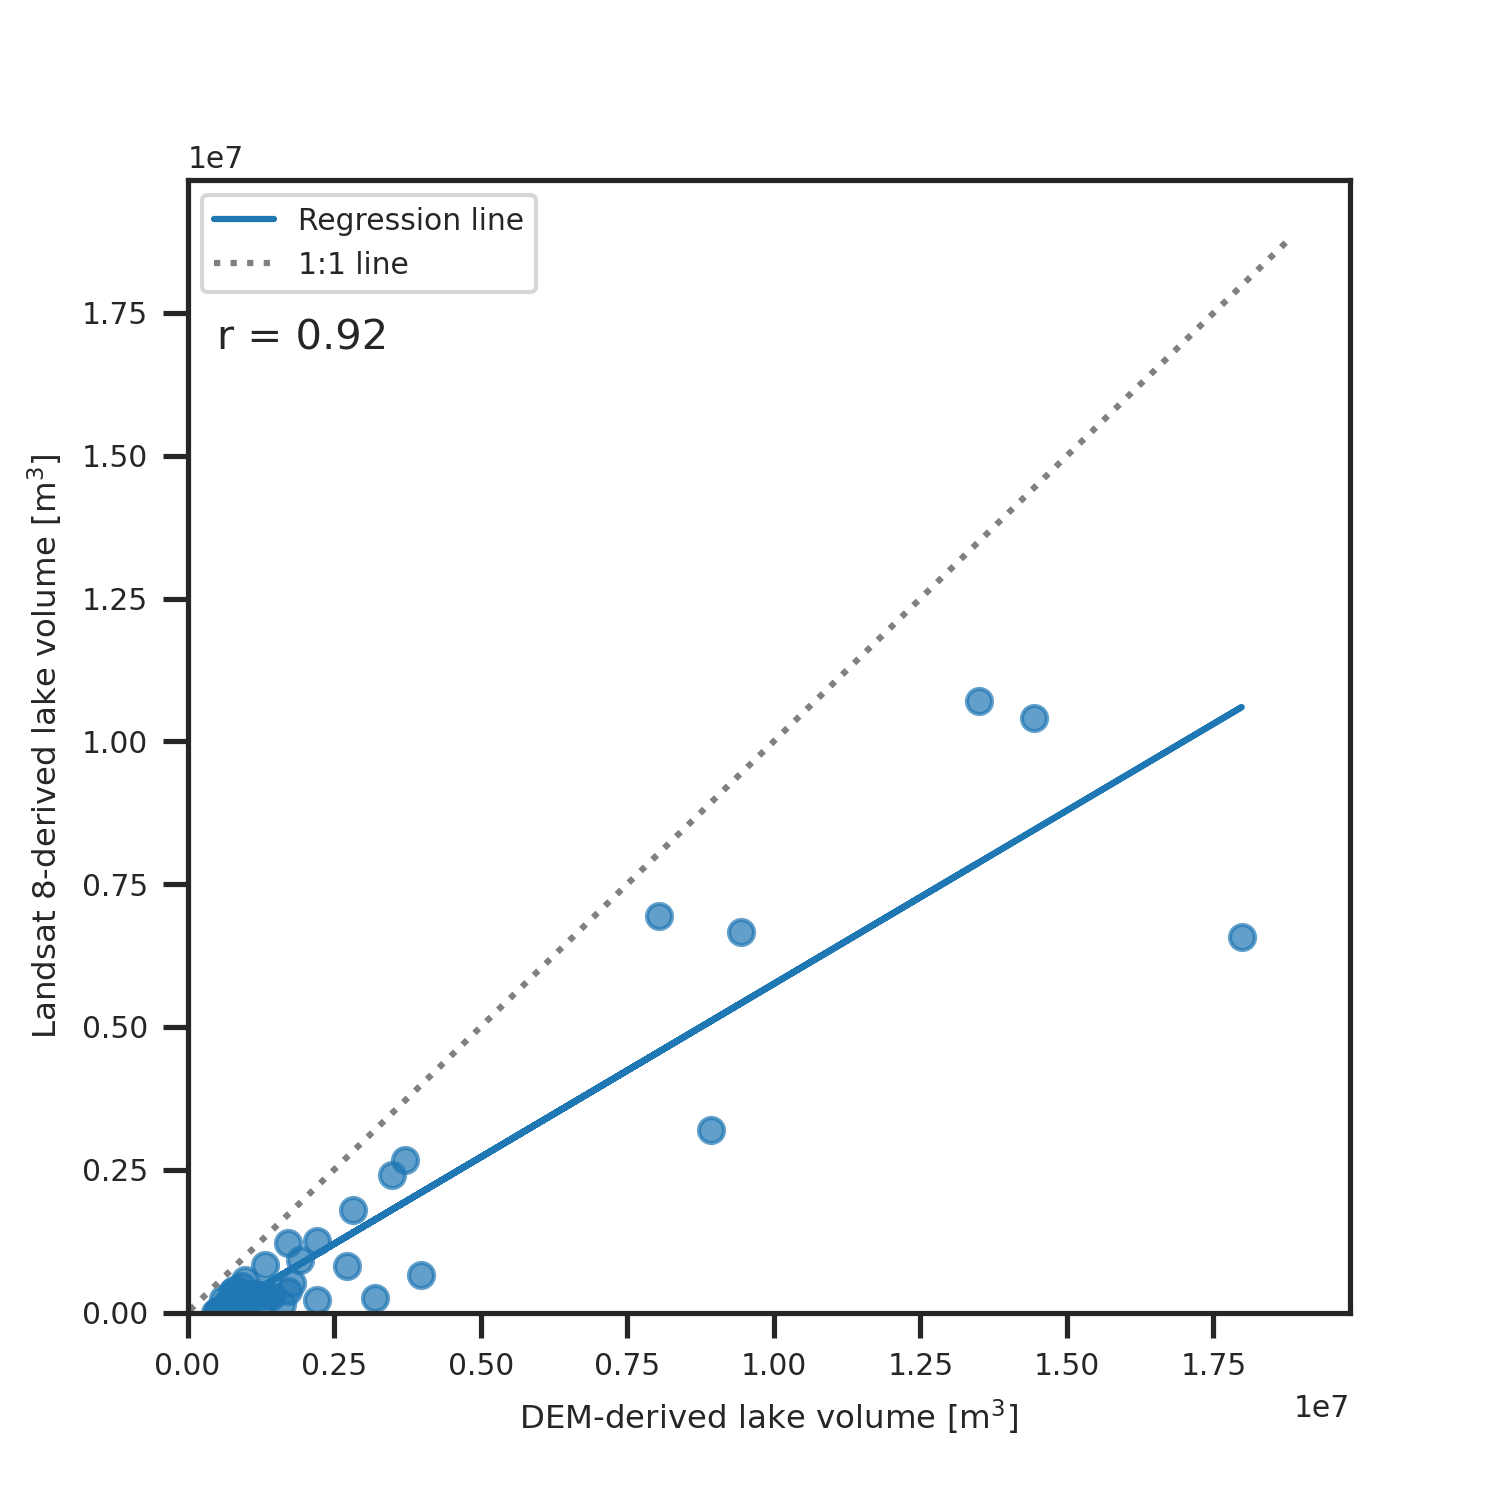 1e7
Regression line
1:1 line
r = 0.92
1.75
1.50
1.25
1.00
0.75
0.50
0.25
0.00
Landsat 8-derived lake volume [m³]
0.00 0.25 0.50 0.75 1.00 1.25 1.50 1.75
1e7
DEM-derived lake volume [m³]